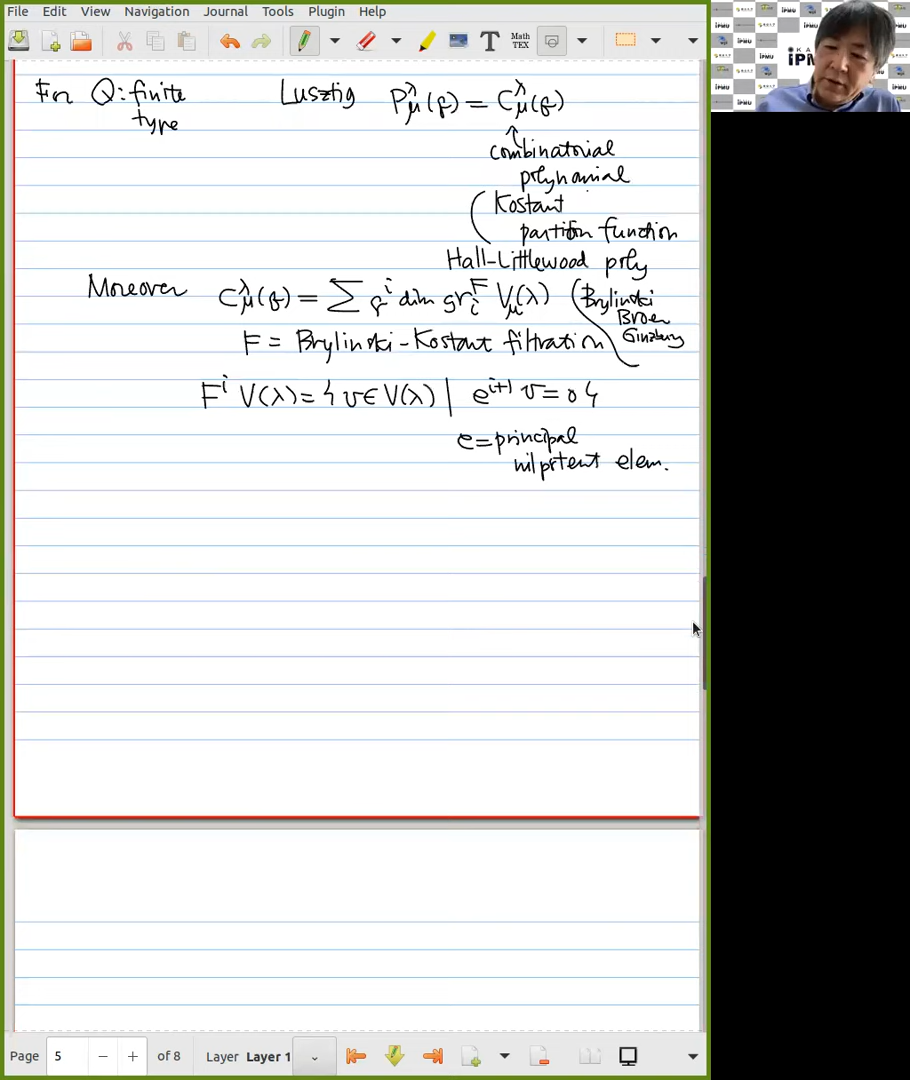 File Edit View Navigation Journal Tools Plugin Help
Math TEX
For Q: finite type
Lusztig P^λ_μ(q) = C^λ_μ(q)
combinatorial
polynomial
(Kostant
partition function
Hall-Littlewood poly
Moreover C^λ_μ(q) = Σ q^i dim gr^F_i V_μ(λ) (Brylinski
Broer
Ginzburg
F = Brylinski-Kostant filtration
F^i V(λ) = { v ∈ V(λ) | e^{i+1} v = 0 }
e = principal
nilpotent elem.
Page 5 of 8 Layer Layer 1